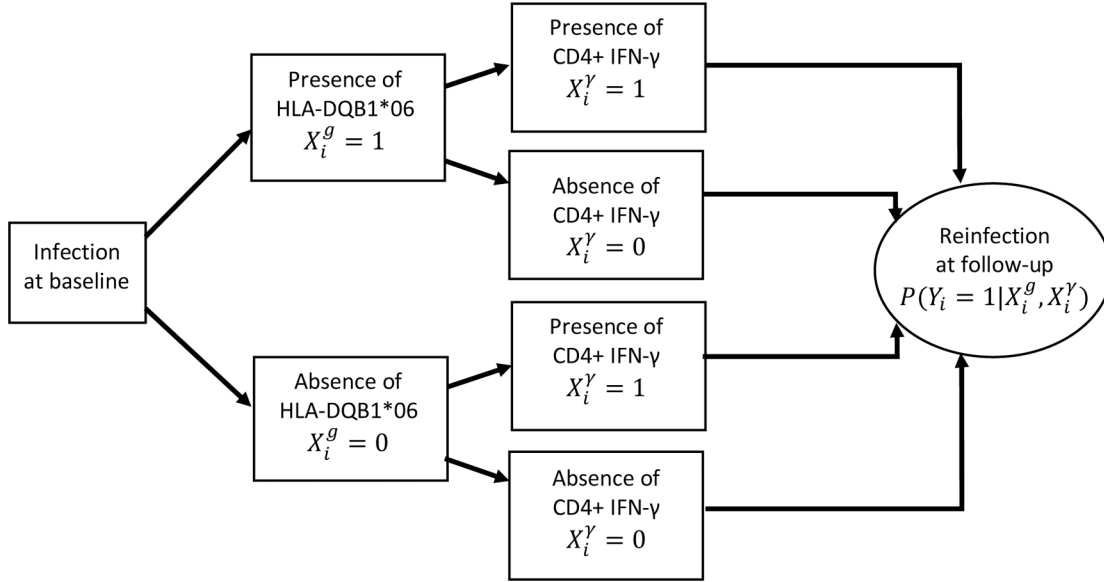 Infection
at baseline
Presence of
HLA-DQB1*06
$X_i^g = 1$
Absence of
HLA-DQB1*06
$X_i^g = 0$
Presence of
CD4+ IFN-γ
$X_i^γ = 1$
Absence of
CD4+ IFN-γ
$X_i^γ = 0$
Presence of
CD4+ IFN-γ
$X_i^γ = 1$
Absence of
CD4+ IFN-γ
$X_i^γ = 0$
Reinfection
at follow-up
$P(Y_i = 1|X_i^g, X_i^γ)$